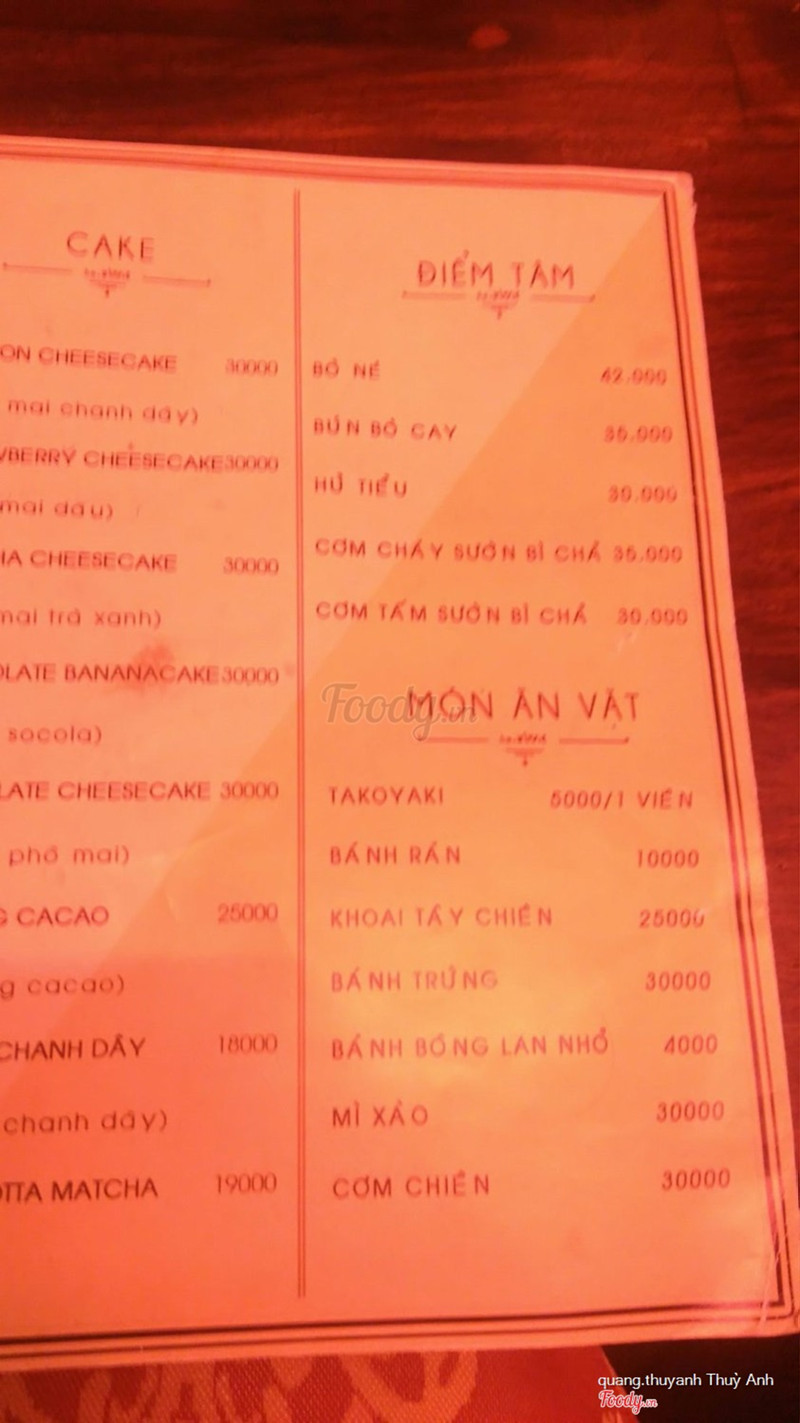 CAKE
ON CHEESECAKE 30000
mai chanh dây)
WBERRY CHEESECAKE 30000
mai dâu)
HA CHEESECAKE 30000
mai trà xanh)
OLATE BANANACAKE 30000
socola)
LATE CHEESECAKE 30000
phô mai)
G CACAO 25000
g cacao)
CHANH DÂY 18000
chanh dây)
OTTA MATCHA 19000
ĐIỂM TÂM
BÒ NÉ 42.000
BÚN BÒ CAY 35.000
HỦ TIẾU 30.000
CƠM CHÁY SƯỜN BÌ CHẢ 35.000
CƠM TẤM SƯỜN BÌ CHẢ 30.000
MÓN ĂN VẶT
TAKOYAKI 5000/1 VIÊN
BÁNH RÁN 10000
KHOAI TÂY CHIÊN 25000
BÁNH TRỨNG 30000
BÁNH BÔNG LAN NHỎ 4000
MÌ XÀO 30000
CƠM CHIÊN 30000
Foody.vn
quang.thuyanh Thuỳ Anh
Foody.vn